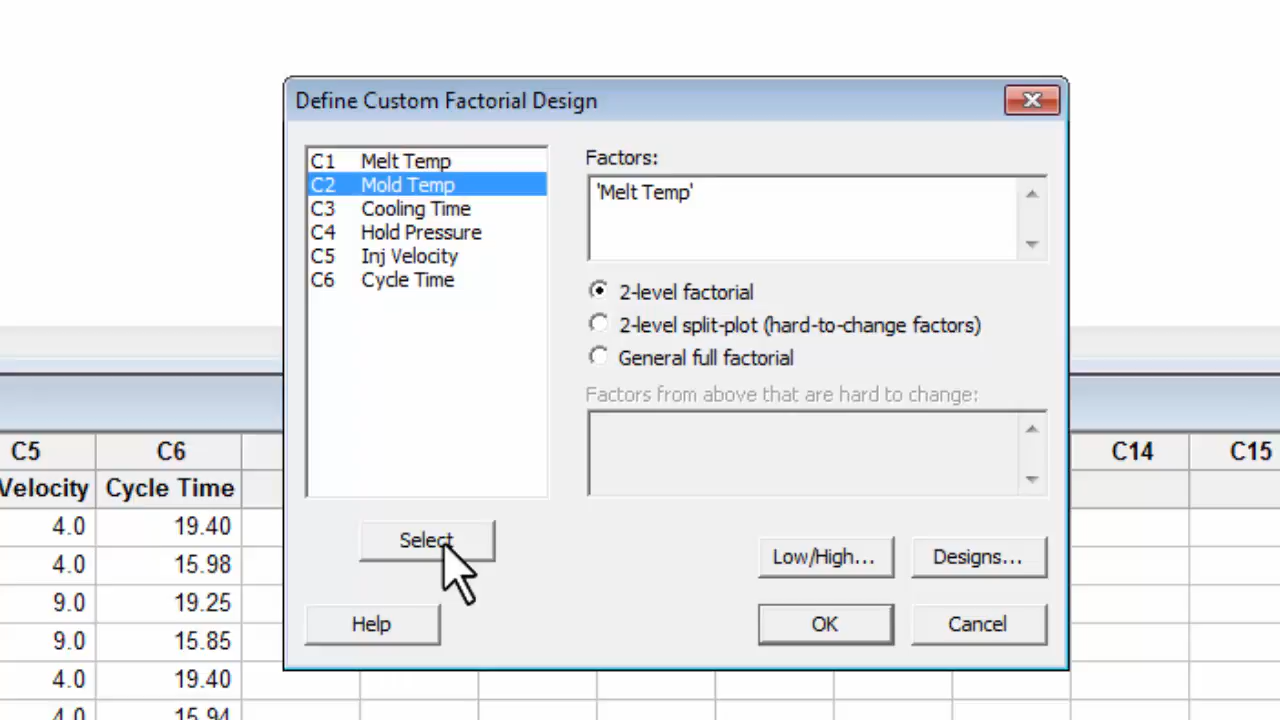 Define Custom Factorial Design
C1 Melt Temp
C2 Mold Temp
C3 Cooling Time
C4 Hold Pressure
C5 Inj Velocity
C6 Cycle Time
Factors:
'Melt Temp'
2-level factorial
2-level split-plot (hard-to-change factors)
General full factorial
Factors from above that are hard to change:
Select
Low/High...
Designs...
Help
OK
Cancel
C5 C6 C14 C15
Velocity Cycle Time
4.0 19.40
4.0 15.98
9.0 19.25
9.0 15.85
4.0 19.40
4.0 15.94